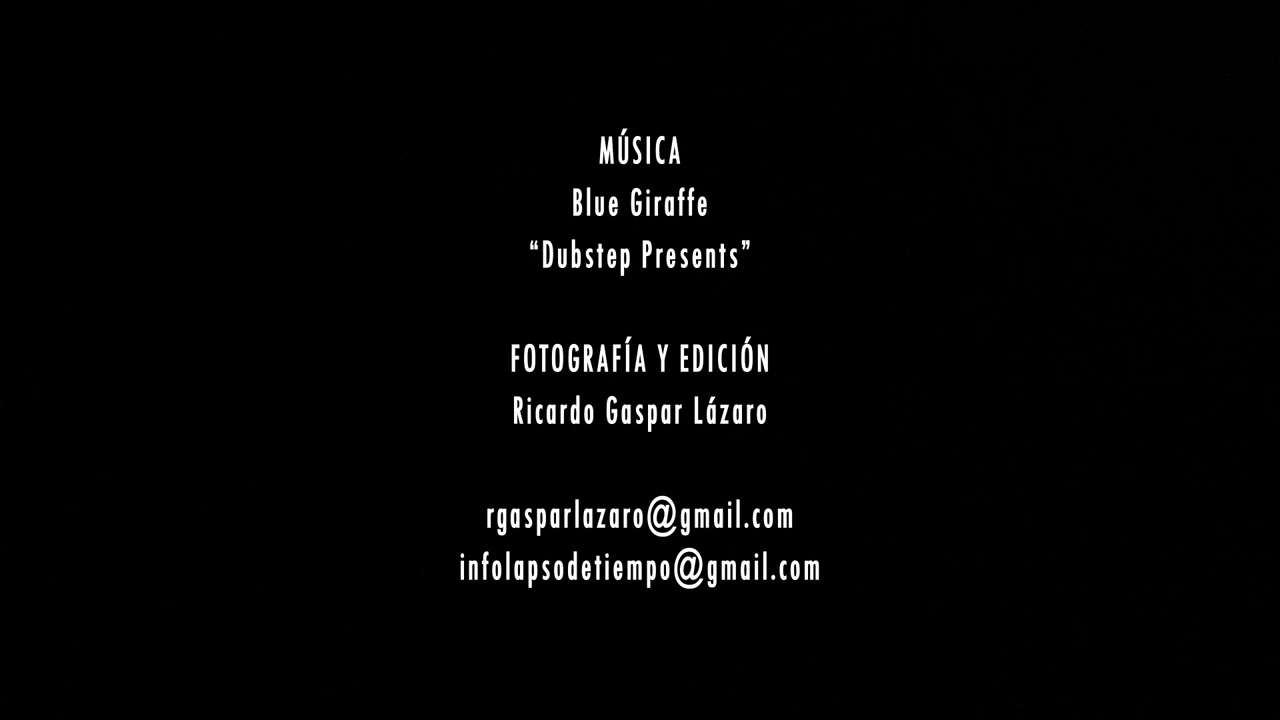 MÚSICA
Blue Giraffe
“Dubstep Presents”
FOTOGRAFÍA Y EDICIÓN
Ricardo Gaspar Lázaro
rgasparlazaro@gmail.com
infolapsodetiempo@gmail.com